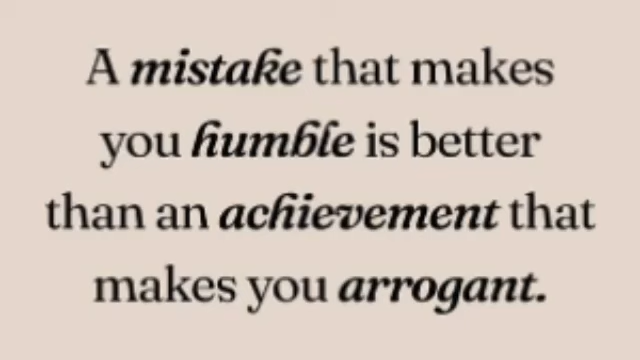 A mistake that makes
you humble is better
than an achievement that
makes you arrogant.